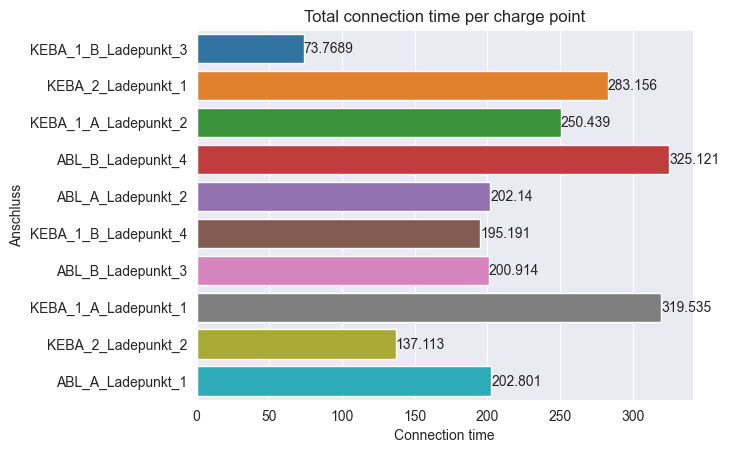 Total connection time per charge point
Anschluss
KEBA_1_B_Ladepunkt_3 73.7689
KEBA_2_Ladepunkt_1 283.156
KEBA_1_A_Ladepunkt_2 250.439
ABL_B_Ladepunkt_4 325.121
ABL_A_Ladepunkt_2 202.14
KEBA_1_B_Ladepunkt_4 195.191
ABL_B_Ladepunkt_3 200.914
KEBA_1_A_Ladepunkt_1 319.535
KEBA_2_Ladepunkt_2 137.113
ABL_A_Ladepunkt_1 202.801
0 50 100 150 200 250 300
Connection time